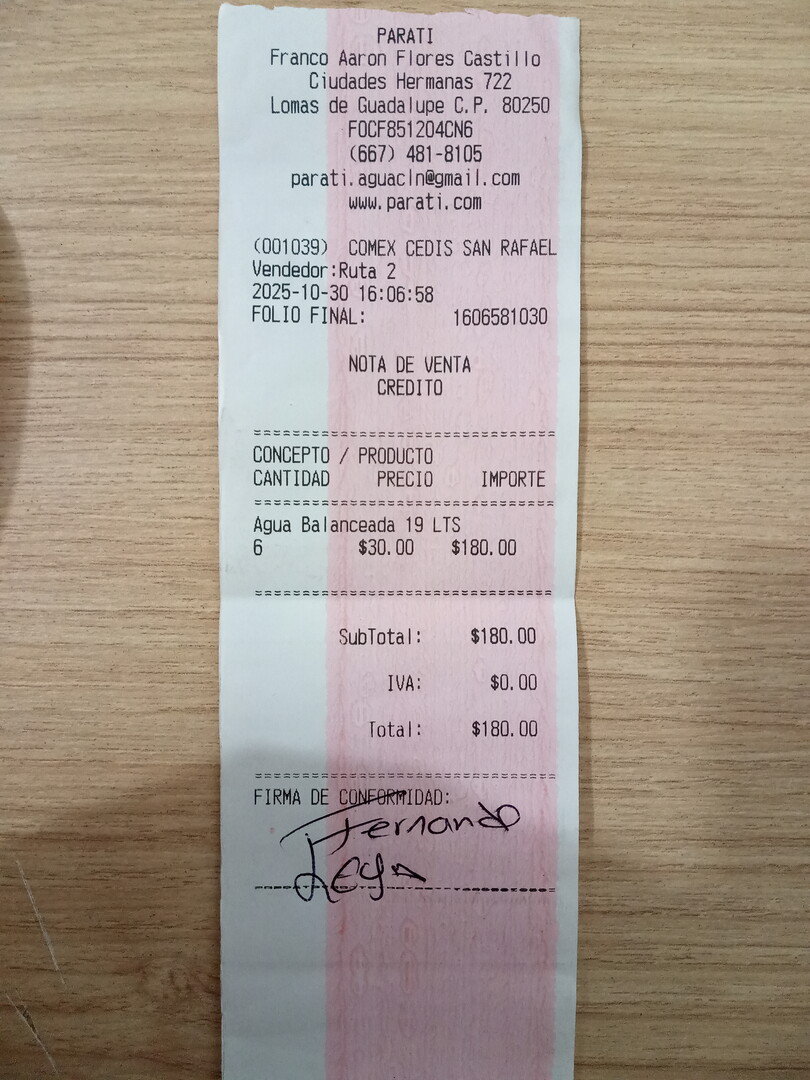 PARATI
Franco Aaron Flores Castillo
Ciudades Hermanas 722
Lomas de Guadalupe C.P. 80250
FOCF851204CN6
(667) 481-8105
parati.aguacln@gmail.com
www.parati.com
(001039) COMEX CEDIS SAN RAFAEL
Vendedor:Ruta 2
2025-10-30 16:06:58
FOLIO FINAL: 1606581030
NOTA DE VENTA
CREDITO
CONCEPTO / PRODUCTO
CANTIDAD PRECIO IMPORTE
Agua Balanceada 19 LTS
6 $30.00 $180.00
SubTotal: $180.00
IVA: $0.00
Total: $180.00
FIRMA DE CONFORMIDAD:
Fernando